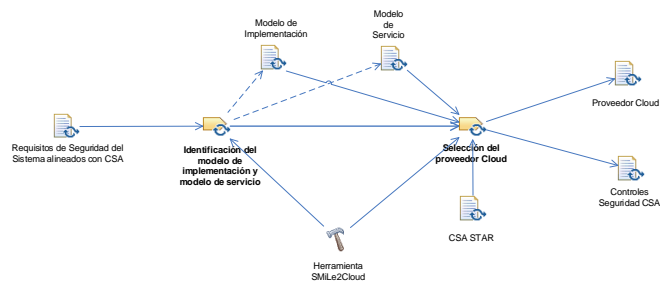 Modelo de
Implementación
Modelo
de
Servicio
Proveedor Cloud
Requisitos de Seguridad del
Sistema alineados con CSA
Identificación del
modelo de
implementación y
modelo de servicio
Selección del
proveedor Cloud
Controles
Seguridad CSA
CSA STAR
Herramienta
SMiLe2Cloud